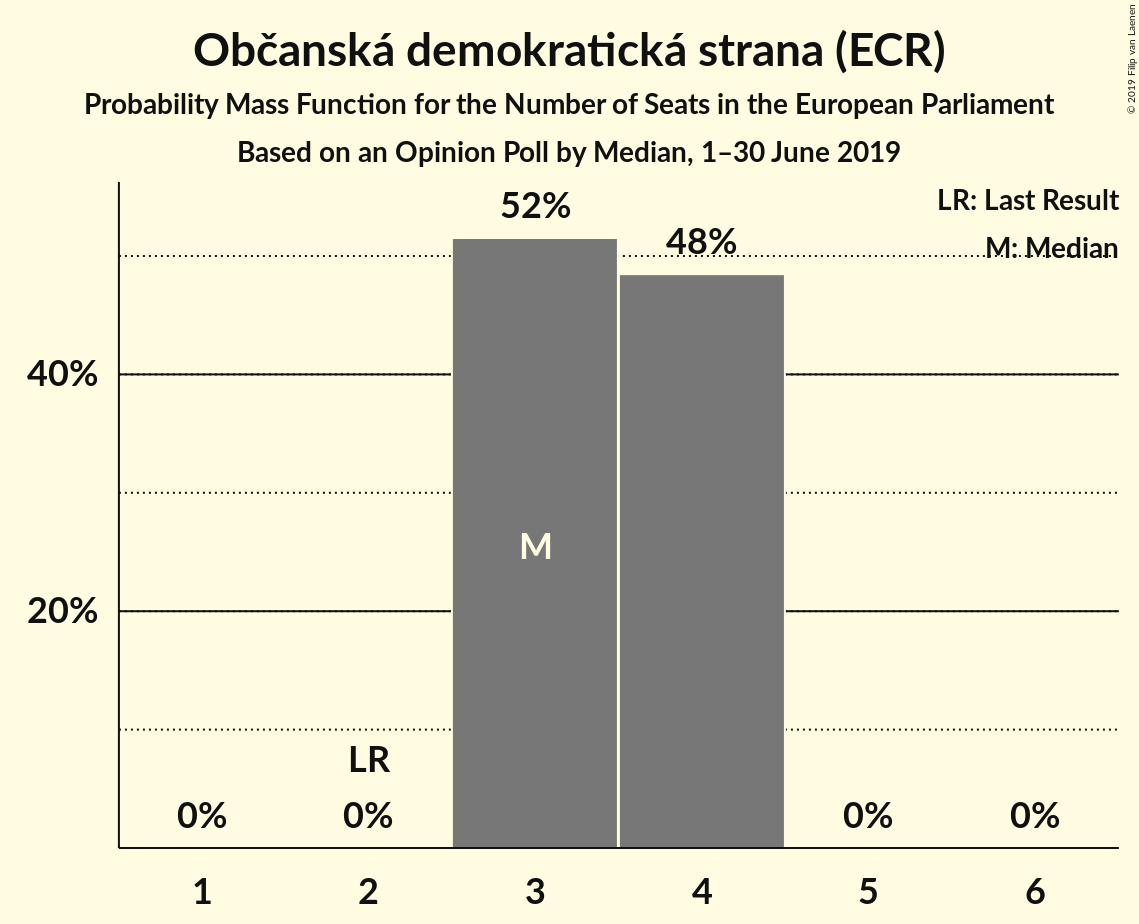 Občanská demokratická strana (ECR)
Probability Mass Function for the Number of Seats in the European Parliament
Based on an Opinion Poll by Median, 1–30 June 2019
© 2019 Filip van Laenen
LR: Last Result
M: Median
52%
48%
40%
20%
M
LR
0%
0%
0%
0%
1
2
3
4
5
6